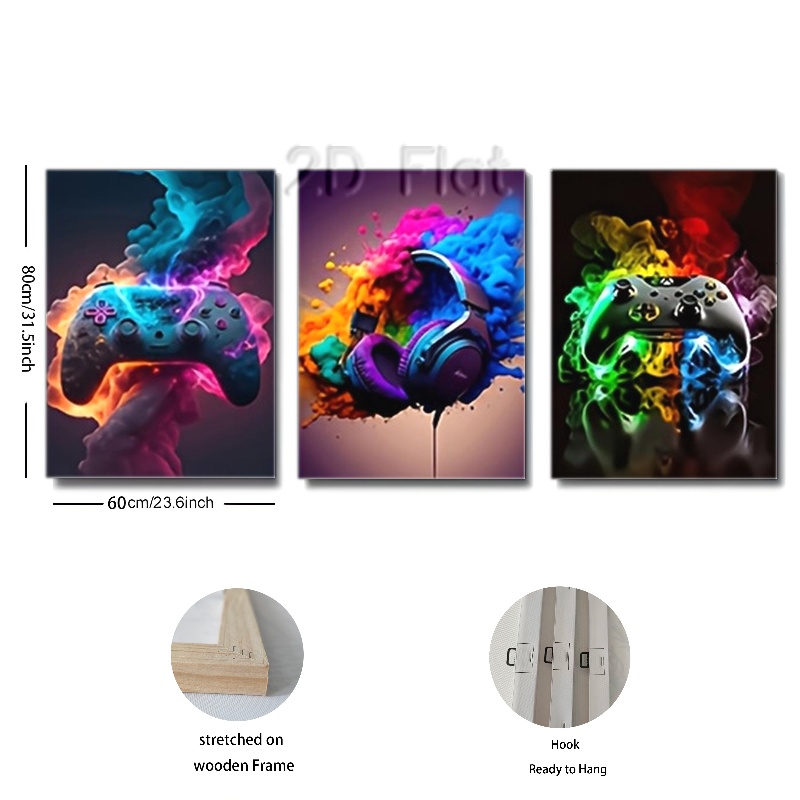 2D Flat
80cm/31.5inch
60cm/23.6inch
stretched on
wooden Frame
Hook
Ready to Hang